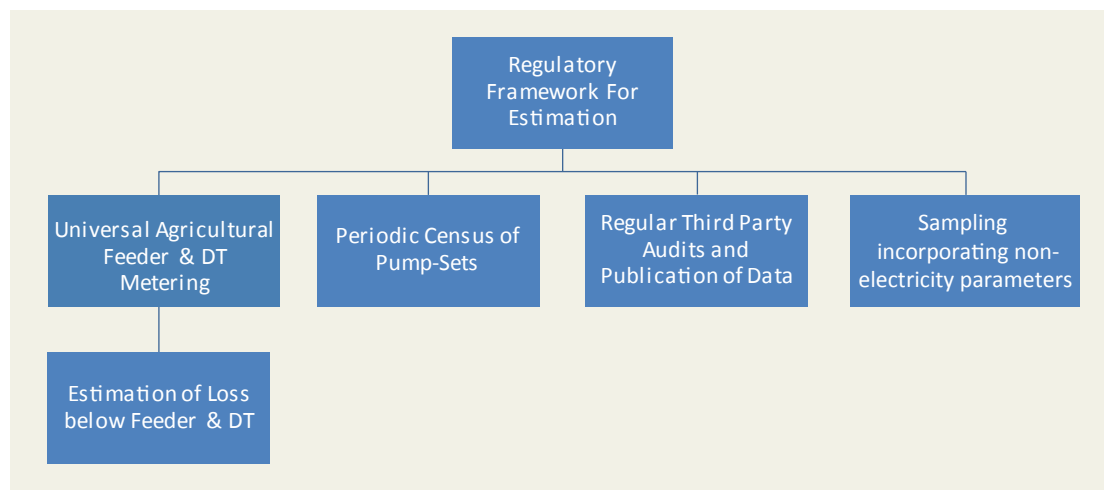 Regulatory
Framework For
Estimation
Universal Agricultural
Feeder & DT
Metering
Periodic Census of
Pump-Sets
Regular Third Party
Audits and
Publication of Data
Sampling
incorporating non-
electricity parameters
Estimation of Loss
below Feeder & DT